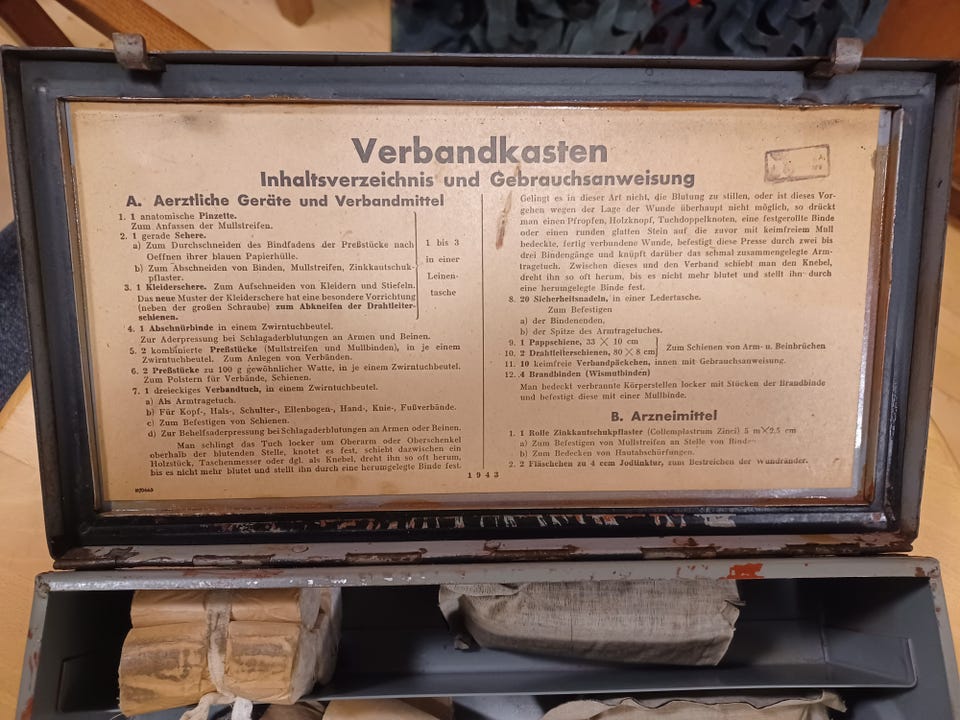 Verbandkasten
Inhaltsverzeichnis und Gebrauchsanweisung
A. Aerztliche Geräte und Verbandmittel
1. 1 anatomische Pinzette.
Zum Anfassen der Mullstreifen.
2. 1 gerade Schere.
a) Zum Durchschneiden des Bindfadens der Preßstücke nach
Oeffnen ihrer blauen Papierhülle.
b) Zum Abschneiden von Binden, Mullstreifen, Zinkkautschuk-
pflaster.
3. 1 Kleiderschere. Zum Aufschneiden von Kleidern und Stiefeln.
Das neue Muster der Kleiderschere hat eine besondere Vorrichtung
(neben der großen Schraube) zum Abkneifen der Drahtleiter-
schienen.
1 bis 3
in einer
Leinen-
tasche
4. 1 Abschnürbinde in einem Zwirntuchbeutel.
Zur Aderpressung bei Schlagaderblutungen an Armen und Beinen.
5. 2 kombinierte Preßstücke (Mullstreifen und Mullbinden), in je einem
Zwirntuchbeutel. Zum Anlegen von Verbänden.
6. 2 Preßstücke zu 100 g gewöhnlicher Watte, in je einem Zwirntuchbeutel.
Zum Polstern für Verbände, Schienen.
7. 1 dreieckiges Verbandtuch, in einem Zwirntuchbeutel.
a) Als Armtragetuch.
b) Für Kopf-, Hals-, Schulter-, Ellenbogen-, Hand-, Knie-, Fußverbände.
c) Zum Befestigen von Schienen.
d) Zur Behelfsaderpressung bei Schlagaderblutungen an Armen oder Beinen.
Man schlingt das Tuch locker um Oberarm oder Oberschenkel
oberhalb der blutenden Stelle, knotet es fest, schiebt dazwischen ein
Holzstück, Taschenmesser oder dgl. als Knebel, dreht ihn so oft herum,
bis es nicht mehr blutet und stellt ihn durch eine herumgelegte Binde fest.
Gelingt es in dieser Art nicht, die Blutung zu stillen, oder ist dieses Vor-
gehen wegen der Lage der Wunde überhaupt nicht möglich, so drückt
man einen Pfropfen, Holzknopf, Tuchdoppelknoten, eine festgerollte Binde
oder einen runden glatten Stein auf die zuvor mit keimfreiem Mull
bedeckte, fertig verbundene Wunde, befestigt diese Presse durch zwei bis
drei Bindengänge und knüpft darüber das schmal zusammengelegte Arm-
tragetuch. Zwischen dieses und den Verband schiebt man den Knebel,
dreht ihn so oft herum, bis es nicht mehr blutet und stellt ihn durch
eine herumgelegte Binde fest.
8. 20 Sicherheitsnadeln, in einer Ledertasche.
Zum Befestigen
a) der Bindenenden,
b) der Spitze des Armtragetuches.
9. 1 Pappschiene, 33 × 10 cm
10. 2 Drahtleiterschienen, 80 × 8 cm
Zum Schienen von Arm- u. Beinbrüchen
11. 10 keimfreie Verbandpäckchen, innen mit Gebrauchsanweisung.
12. 4 Brandbinden (Wismutbinden)
Man bedeckt verbrannte Körperstellen locker mit Stücken der Brandbinde
und befestigt diese mit einer Mullbinde.
B. Arzneimittel
1. 1 Rolle Zinkkautschukpflaster (Collemplastrum Zinci) 5 m × 2,5 cm
a) Zum Befestigen von Mullstreifen an Stelle von
b) Zum Bedecken von Hautabschürfungen.
2. 2 Fläschchen zu 4 ccm Jodtinktur, zum Bestreichen der Wundränder.
1943